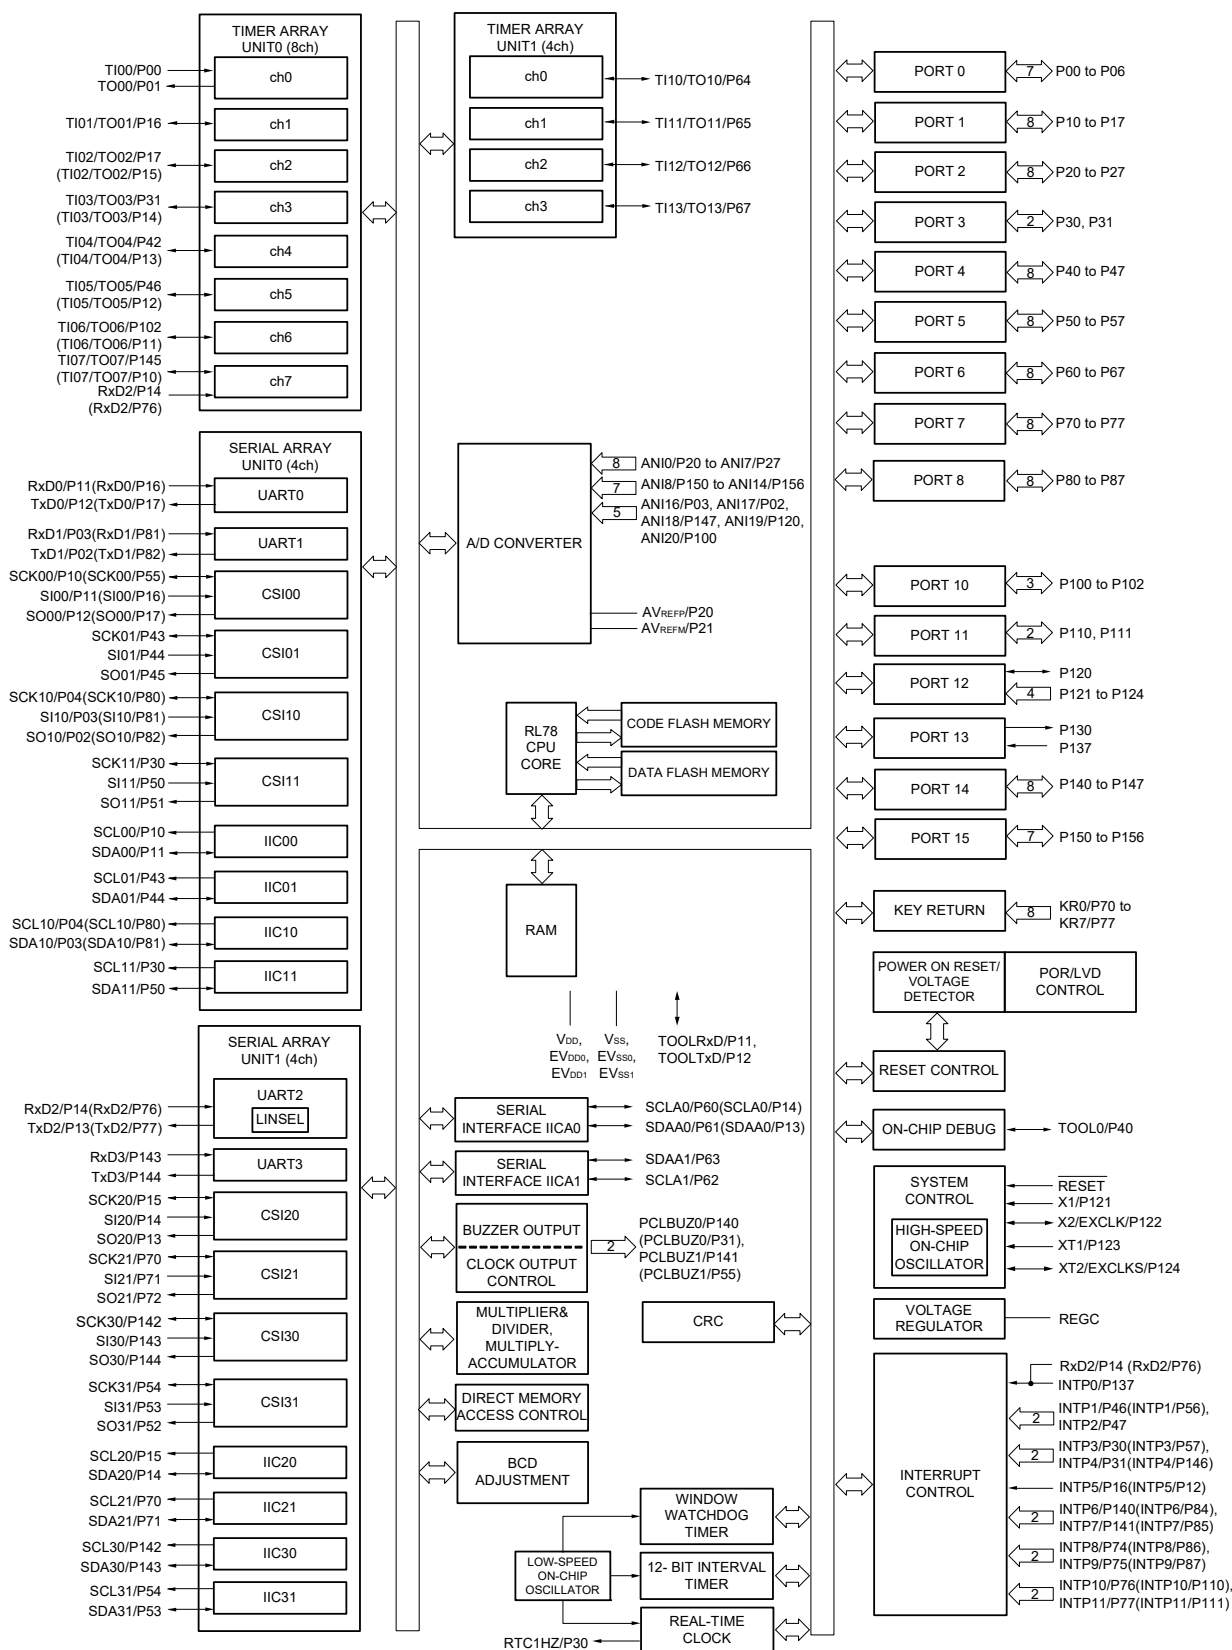 TIMER ARRAY
UNIT0 (8ch)
TI00/P00
TO00/P01
ch0
TI01/TO01/P16
ch1
TI02/TO02/P17
(TI02/TO02/P15)
ch2
TI03/TO03/P31
(TI03/TO03/P14)
ch3
TI04/TO04/P42
(TI04/TO04/P13)
ch4
TI05/TO05/P46
(TI05/TO05/P12)
ch5
TI06/TO06/P102
(TI06/TO06/P11)
ch6
TI07/TO07/P145
(TI07/TO07/P10)
RxD2/P14
(RxD2/P76)
ch7
SERIAL ARRAY
UNIT0 (4ch)
RxD0/P11(RxD0/P16)
TxD0/P12(TxD0/P17)
UART0
RxD1/P03(RxD1/P81)
TxD1/P02(TxD1/P82)
UART1
SCK00/P10(SCK00/P55)
SI00/P11(SI00/P16)
SO00/P12(SO00/P17)
CSI00
SCK01/P43
SI01/P44
SO01/P45
CSI01
SCK10/P04(SCK10/P80)
SI10/P03(SI10/P81)
SO10/P02(SO10/P82)
CSI10
SCK11/P30
SI11/P50
SO11/P51
CSI11
SCL00/P10
SDA00/P11
IIC00
SCL01/P43
SDA01/P44
IIC01
SCL10/P04(SCL10/P80)
SDA10/P03(SDA10/P81)
IIC10
SCL11/P30
SDA11/P50
IIC11
SERIAL ARRAY
UNIT1 (4ch)
RxD2/P14(RxD2/P76)
TxD2/P13(TxD2/P77)
UART2
LINSEL
RxD3/P143
TxD3/P144
UART3
SCK20/P15
SI20/P14
SO20/P13
CSI20
SCK21/P70
SI21/P71
SO21/P72
CSI21
SCK30/P142
SI30/P143
SO30/P144
CSI30
SCK31/P54
SI31/P53
SO31/P52
CSI31
SCL20/P15
SDA20/P14
IIC20
SCL21/P70
SDA21/P71
IIC21
SCL30/P142
SDA30/P143
IIC30
SCL31/P54
SDA31/P53
IIC31
TIMER ARRAY
UNIT1 (4ch)
ch0
TI10/TO10/P64
ch1
TI11/TO11/P65
ch2
TI12/TO12/P66
ch3
TI13/TO13/P67
A/D CONVERTER
8
ANI0/P20 to ANI7/P27
7
ANI8/P150 to ANI14/P156
5
ANI16/P03, ANI17/P02,
ANI18/P147, ANI19/P120,
ANI20/P100
AVREFP/P20
AVREFM/P21
RL78
CPU
CORE
CODE FLASH MEMORY
DATA FLASH MEMORY
RAM
VDD,
EVDD0,
EVDD1
VSS,
EVSS0,
EVSS1
TOOLRxD/P11,
TOOLTxD/P12
SERIAL
INTERFACE IICA0
SCLA0/P60(SCLA0/P14)
SDAA0/P61(SDAA0/P13)
SERIAL
INTERFACE IICA1
SDAA1/P63
SCLA1/P62
BUZZER OUTPUT
CLOCK OUTPUT
CONTROL
2
PCLBUZ0/P140
(PCLBUZ0/P31),
PCLBUZ1/P141
(PCLBUZ1/P55)
MULTIPLIER&
DIVIDER,
MULTIPLY-
ACCUMULATOR
CRC
DIRECT MEMORY
ACCESS CONTROL
BCD
ADJUSTMENT
WINDOW
WATCHDOG
TIMER
LOW-SPEED
ON-CHIP
OSCILLATOR
12- BIT INTERVAL
TIMER
REAL-TIME
CLOCK
RTC1HZ/P30
PORT 0
7
P00 to P06
PORT 1
8
P10 to P17
PORT 2
8
P20 to P27
PORT 3
2
P30, P31
PORT 4
8
P40 to P47
PORT 5
8
P50 to P57
PORT 6
8
P60 to P67
PORT 7
8
P70 to P77
PORT 8
8
P80 to P87
PORT 10
3
P100 to P102
PORT 11
2
P110, P111
PORT 12
P120
4
P121 to P124
PORT 13
P130
P137
PORT 14
8
P140 to P147
PORT 15
7
P150 to P156
KEY RETURN
8
KR0/P70 to
KR7/P77
POWER ON RESET/
VOLTAGE
DETECTOR
POR/LVD
CONTROL
RESET CONTROL
ON-CHIP DEBUG
TOOL0/P40
SYSTEM
CONTROL
HIGH-SPEED
ON-CHIP
OSCILLATOR
RESET
X1/P121
X2/EXCLK/P122
XT1/P123
XT2/EXCLKS/P124
VOLTAGE
REGULATOR
REGC
INTERRUPT
CONTROL
RxD2/P14 (RxD2/P76)
INTP0/P137
2
INTP1/P46(INTP1/P56),
INTP2/P47
2
INTP3/P30(INTP3/P57),
INTP4/P31(INTP4/P146)
INTP5/P16(INTP5/P12)
2
INTP6/P140(INTP6/P84),
INTP7/P141(INTP7/P85)
2
INTP8/P74(INTP8/P86),
INTP9/P75(INTP9/P87)
2
INTP10/P76(INTP10/P110),
INTP11/P77(INTP11/P111)